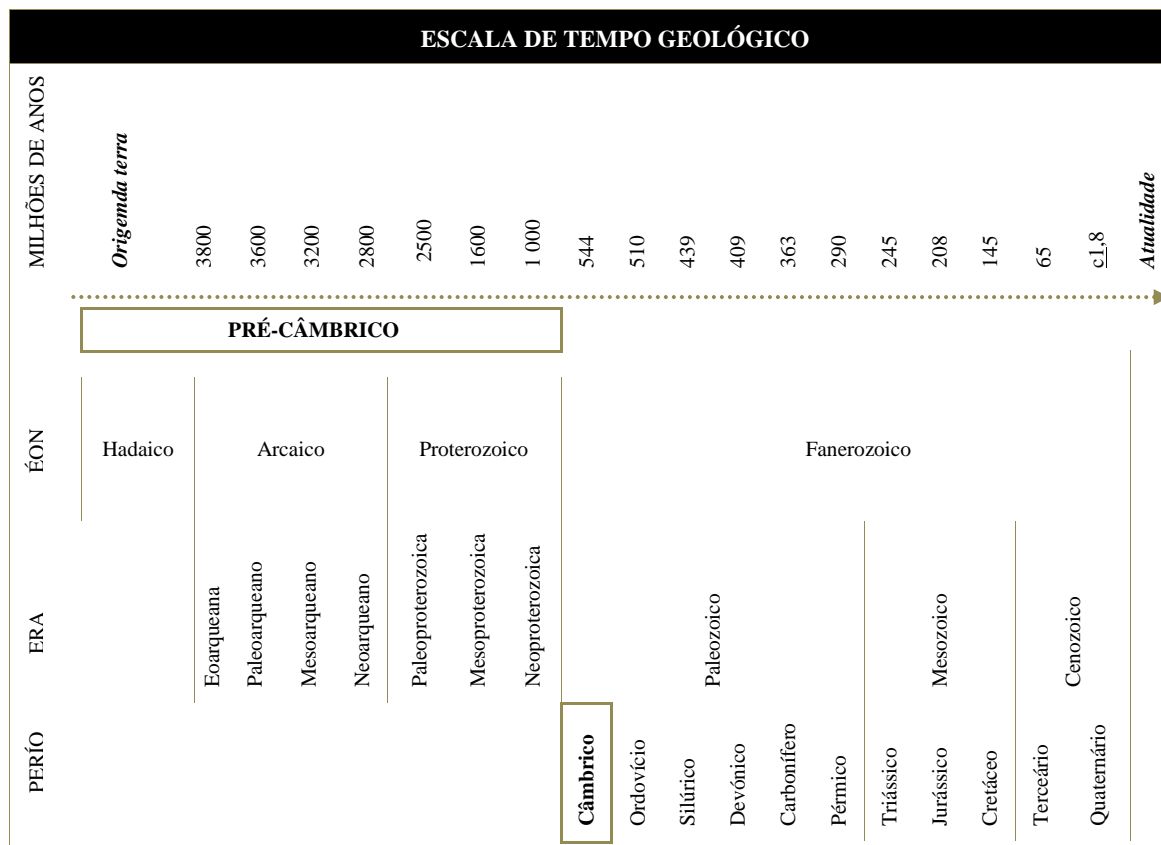 ESCALA DE TEMPO GEOLÓGICO
MILHÕES DE ANOS
Origemda terra
3800
3600
3200
2800
2500
1600
1 000
544
510
439
409
363
290
245
208
145
65
c1,8
Atualidade
PRÉ-CÂMBRICO
ÉON
Hadaico
Arcaico
Proterozoico
Fanerozoico
ERA
Eoarqueana
Paleoarqueano
Mesoarqueano
Neoarqueano
Paleoproterozoica
Mesoproterozoica
Neoproterozoica
Paleozoico
Mesozoico
Cenozoico
PERÍO
Câmbrico
Ordovício
Silúrico
Devónico
Carbonífero
Pérmico
Triássico
Jurássico
Cretáceo
Terceário
Quaternário